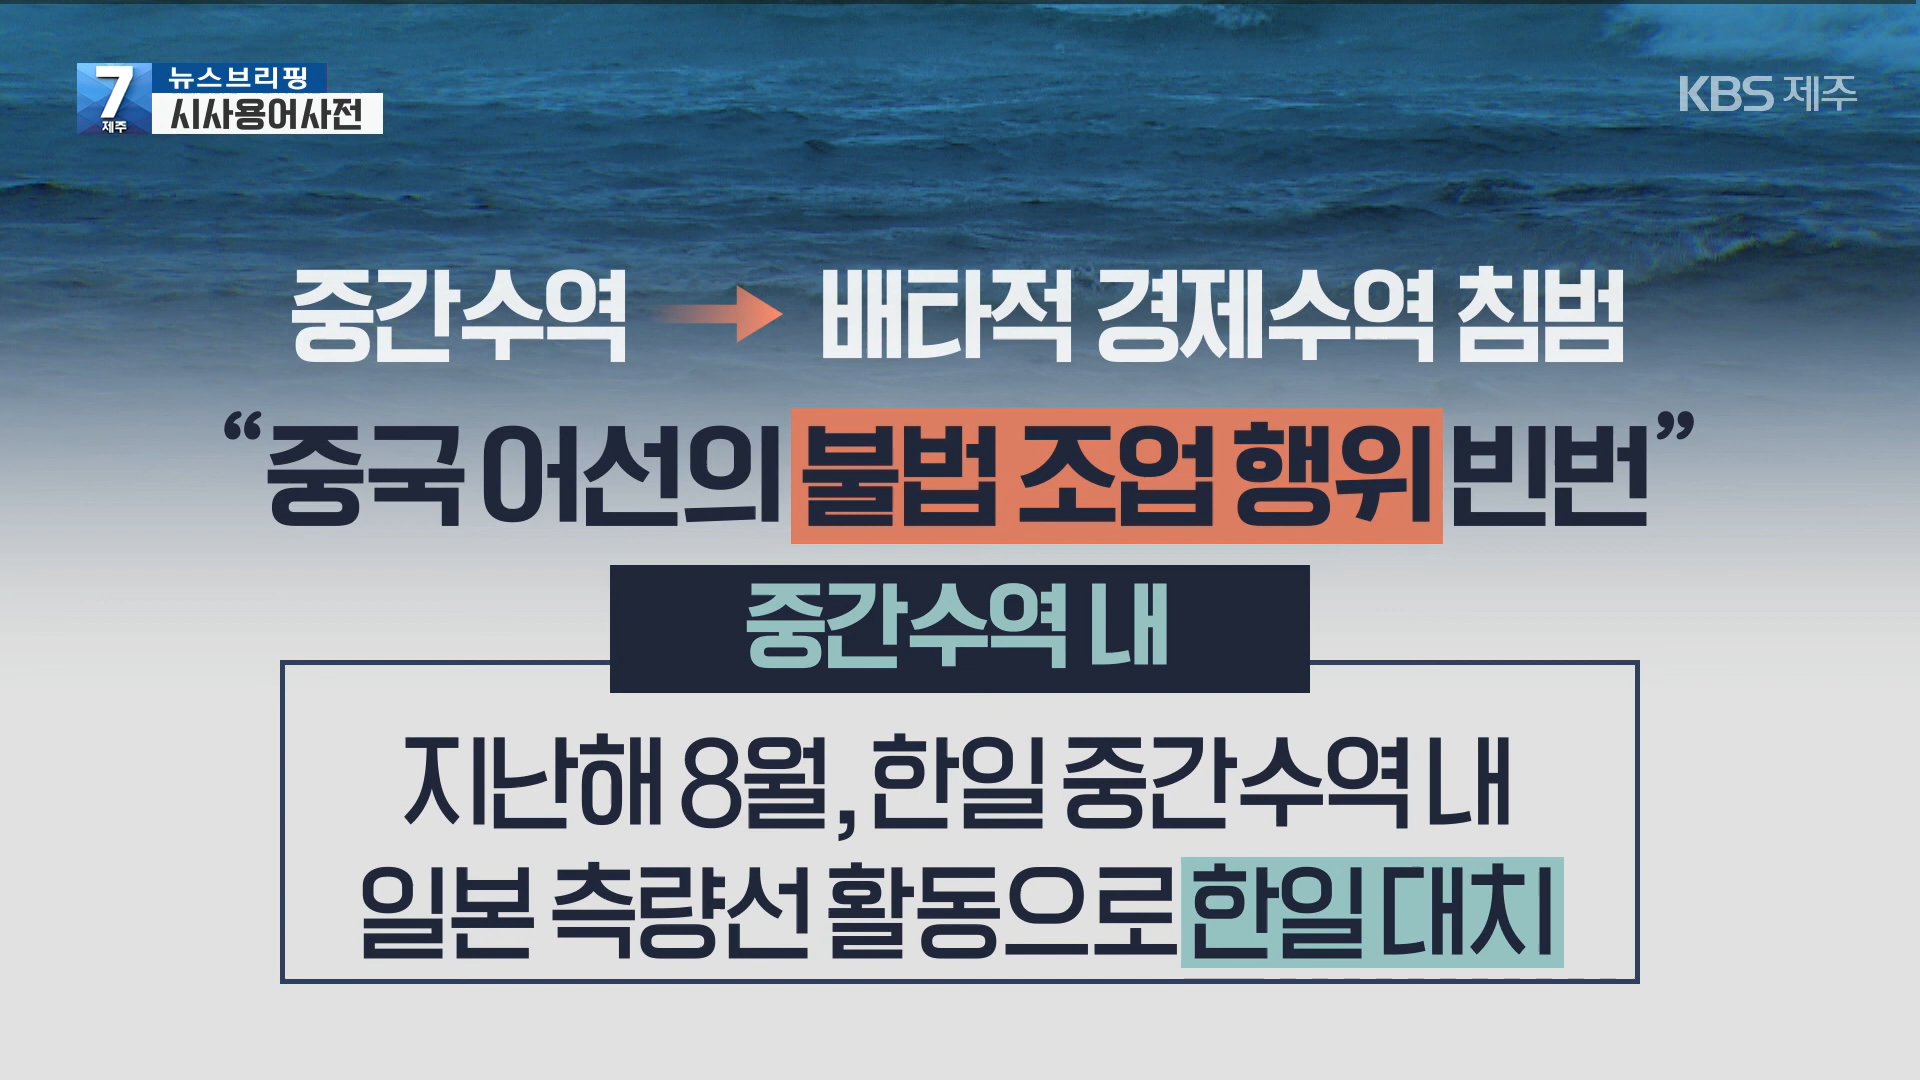 7
제주
뉴스브리핑
시사용어사전
KBS 제주
중간수역 → 배타적 경제수역 침범
“중국 어선의 불법 조업 행위 빈번”
중간수역 내
지난해 8월, 한일 중간수역 내
일본 측량선 활동으로 한일 대치